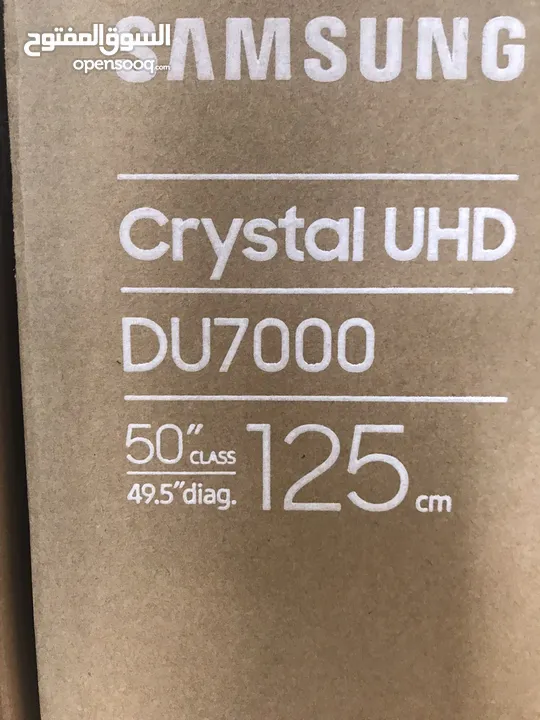 السوق المفتوح
opensooq.com
SAMSUNG
Crystal UHD
DU7000
50" CLASS
49.5"diag.
125 cm